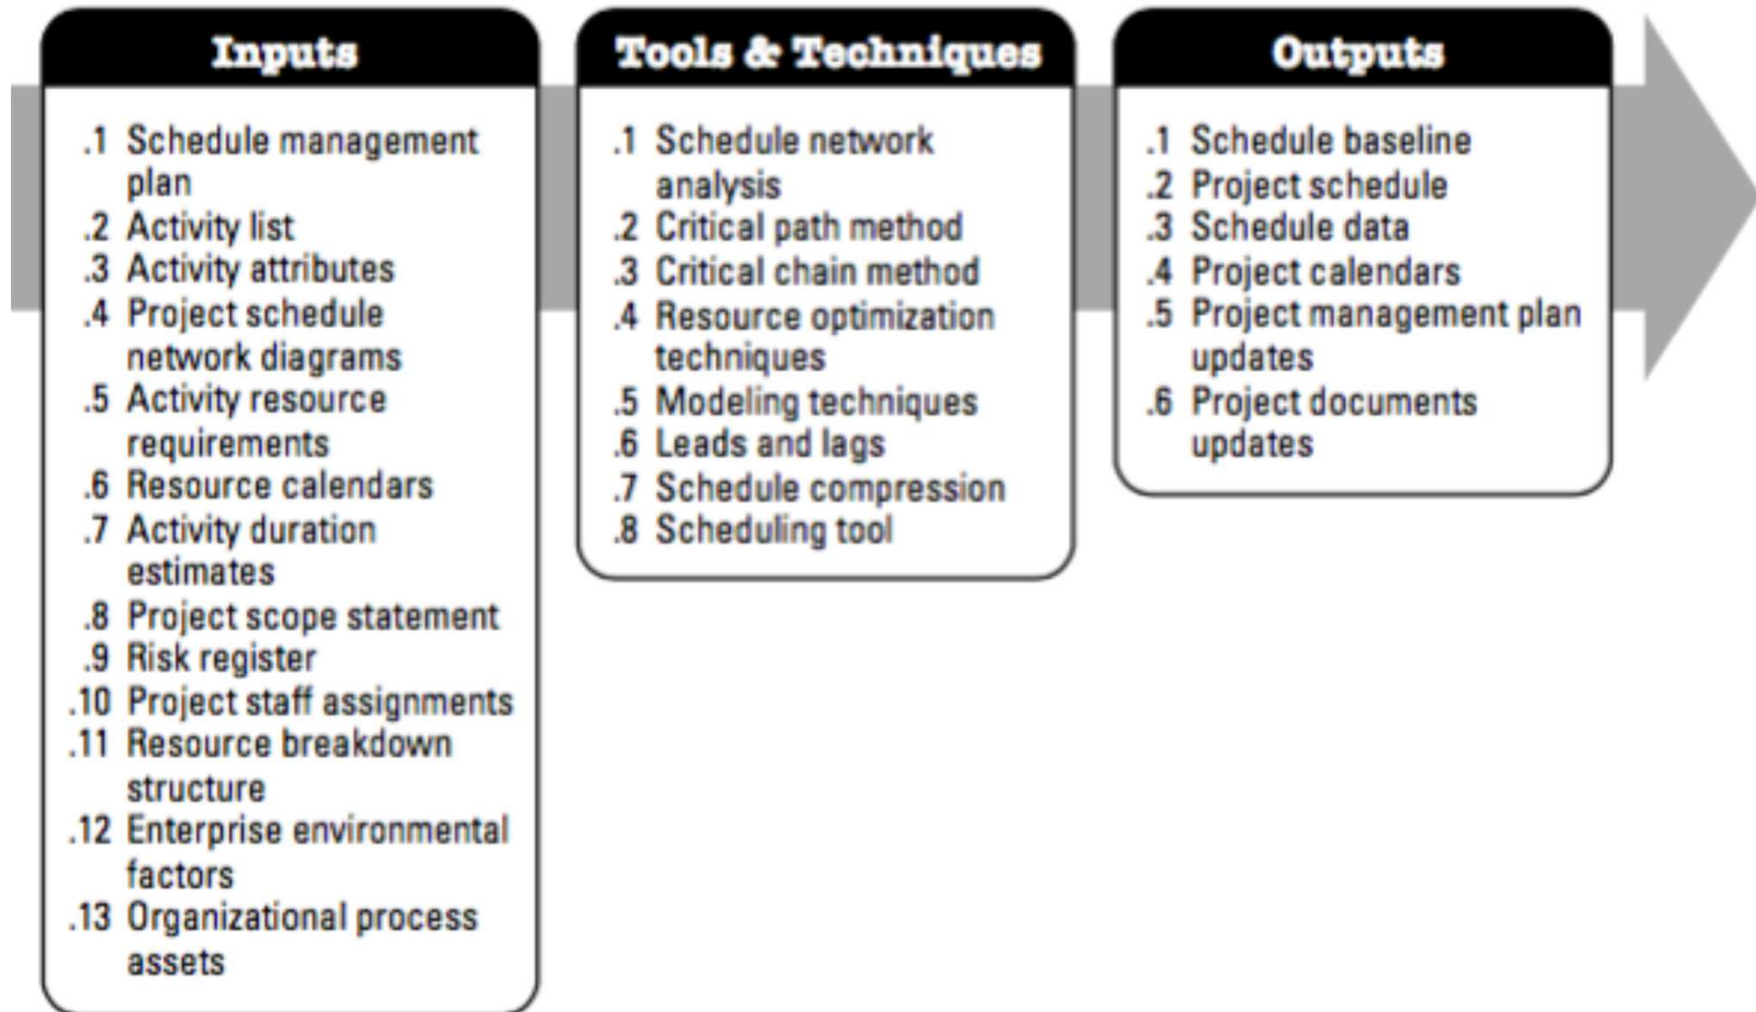 Inputs
.1 Schedule management
plan
.2 Activity list
.3 Activity attributes
.4 Project schedule
network diagrams
.5 Activity resource
requirements
.6 Resource calendars
.7 Activity duration
estimates
.8 Project scope statement
.9 Risk register
.10 Project staff assignments
.11 Resource breakdown
structure
.12 Enterprise environmental
factors
.13 Organizational process
assets
Tools & Techniques
.1 Schedule network
analysis
.2 Critical path method
.3 Critical chain method
.4 Resource optimization
techniques
.5 Modeling techniques
.6 Leads and lags
.7 Schedule compression
.8 Scheduling tool
Outputs
.1 Schedule baseline
.2 Project schedule
.3 Schedule data
.4 Project calendars
.5 Project management plan
updates
.6 Project documents
updates